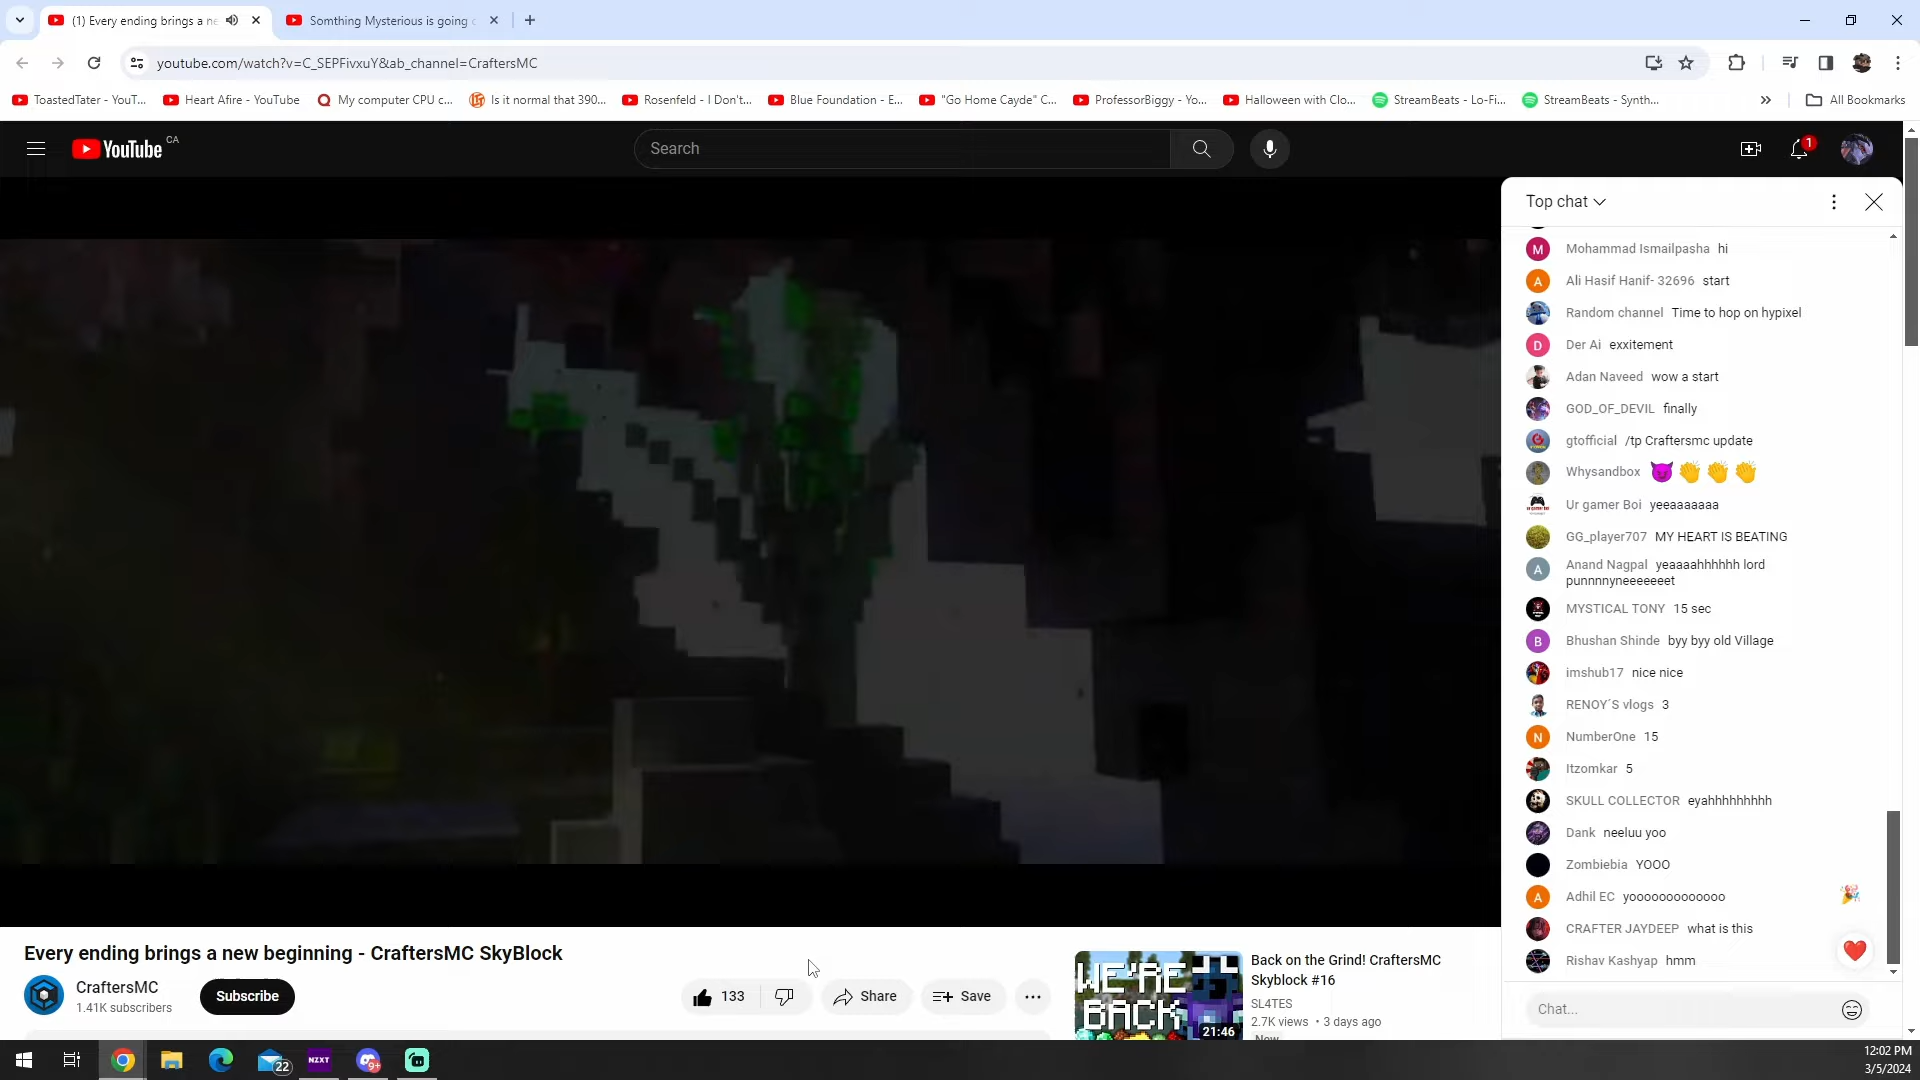 (1) Every ending brings a ne
Somthing Mysterious is going
youtube.com/watch?v=C_SEPFivxuY&ab_channel=CraftersMC
ToastedTater - YouT...
Heart Afire - YouTube
My computer CPU c...
Is it normal that 390...
Rosenfeld - I Don't...
Blue Foundation - E...
"Go Home Cayde" C...
ProfessorBiggy - Yo...
Halloween with Clo...
StreamBeats - Lo-Fi...
StreamBeats - Synth...
All Bookmarks
YouTube CA
Search
1
Top chat
Mohammad Ismailpasha hi
Ali Hasif Hanif- 32696 start
Random channel Time to hop on hypixel
Der Ai exxitement
Adan Naveed wow a start
GOD_OF_DEVIL finally
gtofficial /tp Craftersmc update
Whysandbox 😈👏👏👏
Ur gamer Boi yeeaaaaaaa
GG_player707 MY HEART IS BEATING
Anand Nagpal yeaaaahhhhhh lord
punnnnyneeeeeeet
MYSTICAL TONY 15 sec
Bhushan Shinde byy byy old Village
imshub17 nice nice
RENOY´S vlogs 3
NumberOne 15
Itzomkar 5
SKULL COLLECTOR eyahhhhhhhhh
Dank neeluu yoo
Zombiebia YOOO
Adhil EC yooooooooooooo
CRAFTER JAYDEEP what is this
Rishav Kashyap hmm
Chat...
Every ending brings a new beginning - CraftersMC SkyBlock
CraftersMC
1.41K subscribers
Subscribe
133
Share
Save
WE'RE
BACK
21:46
Back on the Grind! CraftersMC
Skyblock #16
SL4TES
2.7K views • 3 days ago
New
22
NZXT
9+
12:02 PM
3/5/2024